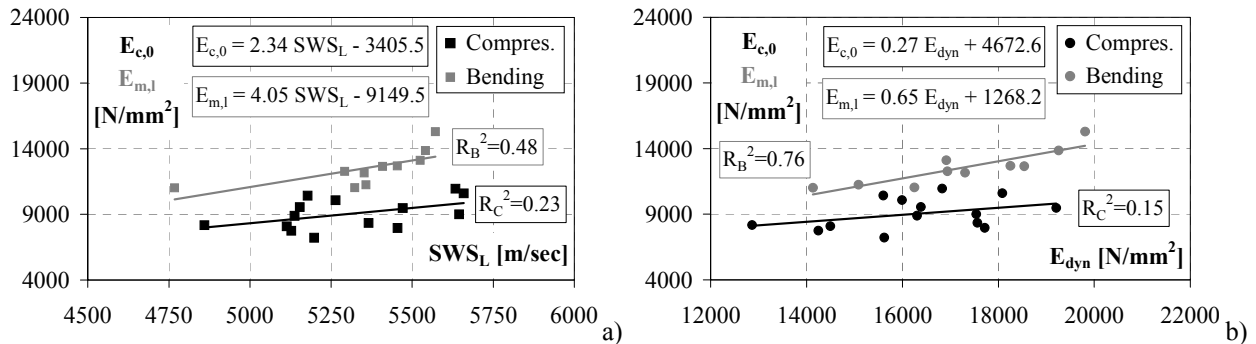 24000
19000
14000
9000
4000
E_c,0
E_m,l
[N/mm²]
E_c,0 = 2.34 SWS_L - 3405.5
E_m,l = 4.05 SWS_L - 9149.5
Compres.
Bending
R_B²=0.48
R_C²=0.23
SWS_L [m/sec]
4500 4750 5000 5250 5500 5750 6000
a)
24000
19000
14000
9000
4000
E_c,0
E_m,l
[N/mm²]
E_c,0 = 0.27 E_dyn + 4672.6
E_m,l = 0.65 E_dyn + 1268.2
Compres.
Bending
R_B²=0.76
R_C²=0.15
E_dyn [N/mm²]
12000 14000 16000 18000 20000 22000
b)